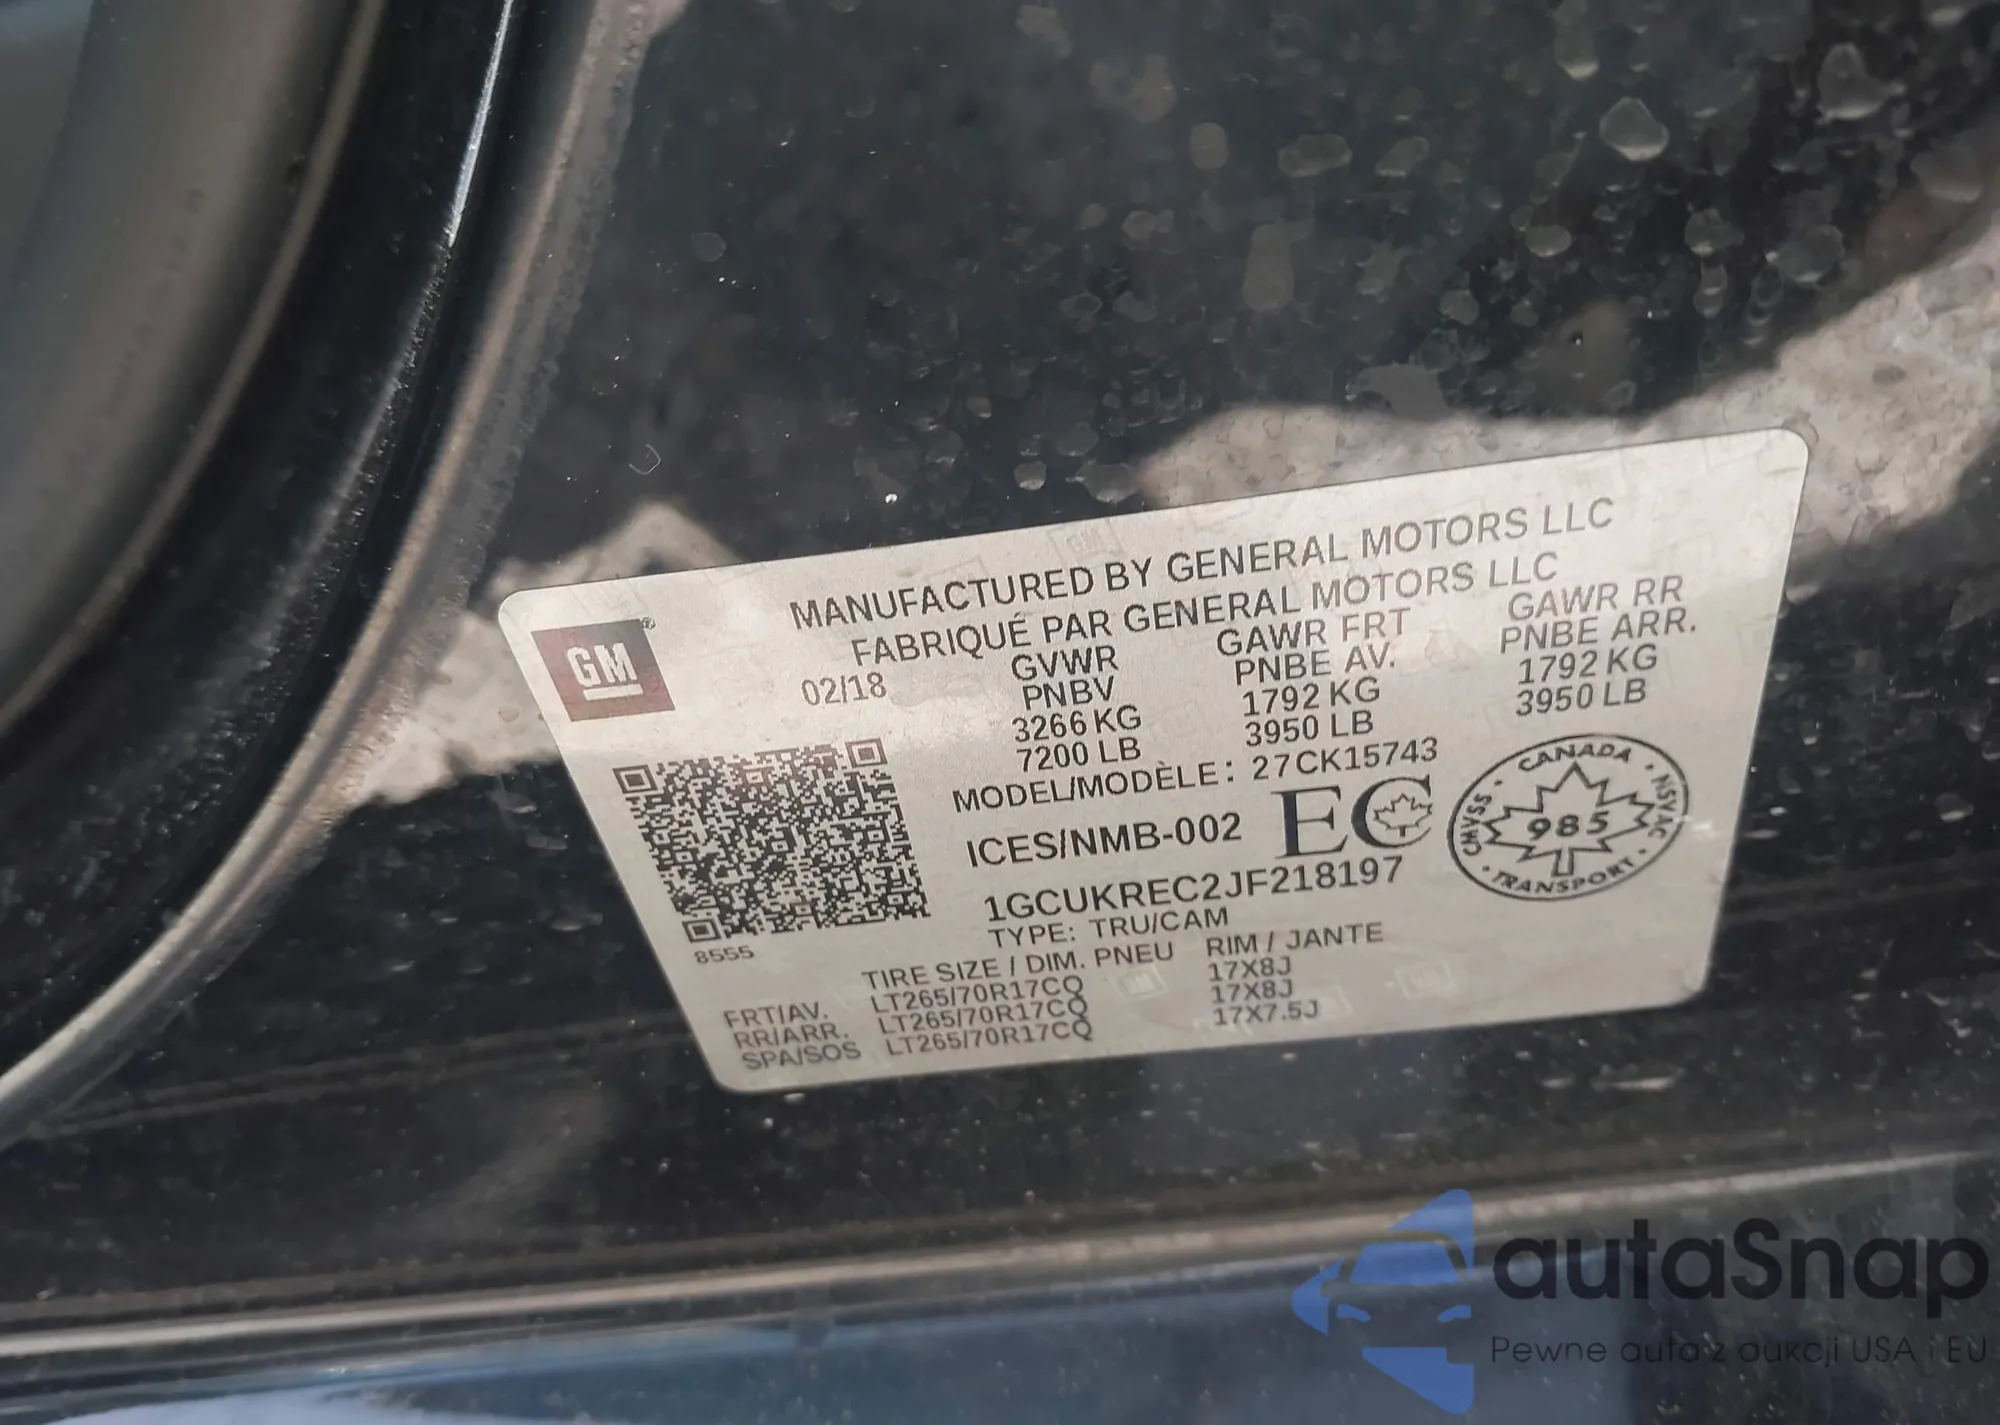 MANUFACTURED BY GENERAL MOTORS LLC
FABRIQUÉ PAR GENERAL MOTORS LLC
GM®
02/18
GVWR GAWR FRT GAWR RR
PNBV PNBE AV. PNBE ARR.
3266 KG 1792 KG 1792 KG
7200 LB 3950 LB 3950 LB
MODEL/MODÈLE: 27CK15743
ICES/NMB-002 EC
CANADA
CMVSS 985 NSVAC
TRANSPORT
1GCUKREC2JF218197
TYPE: TRU/CAM
8555
TIRE SIZE / DIM. PNEU RIM / JANTE
FRT/AV. LT265/70R17CQ 17X8J
RR/ARR. LT265/70R17CQ 17X8J
SPA/SOS LT265/70R17CQ 17X7.5J
autaSnap
Pewne auta z aukcji USA i EU